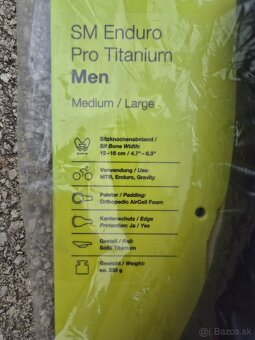 SM Enduro
Pro Titanium
Men
Medium / Large
Sitzknochenabstand /
Sit Bone Width:
12–16 cm / 4.7"–6.3"
Verwendung / Use:
MTB, Enduro, Gravity
Polster / Padding:
Orthopedic AirCell Foam
Kantenschutz / Edge
Protection: Ja / Yes
Gestell / Rail:
Solid Titanium
Gewicht / Weight:
ca. 230 g
Bazos.sk